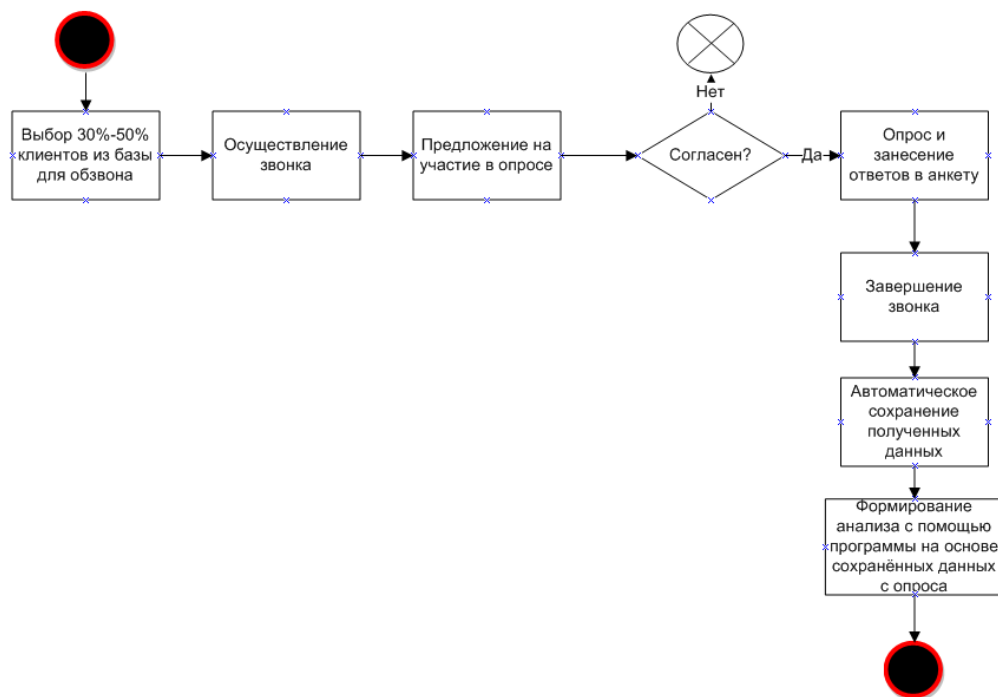 Выбор 30%-50%
клиентов из базы
для обзвона
Осуществление
звонка
Предложение на
участие в опросе
Согласен?
Нет
Да
Опрос и
занесение
ответов в анкету
Завершение
звонка
Автоматическое
сохранение
полученных
данных
Формирование
анализа с помощью
программы на основе
сохранённых данных
с опроса